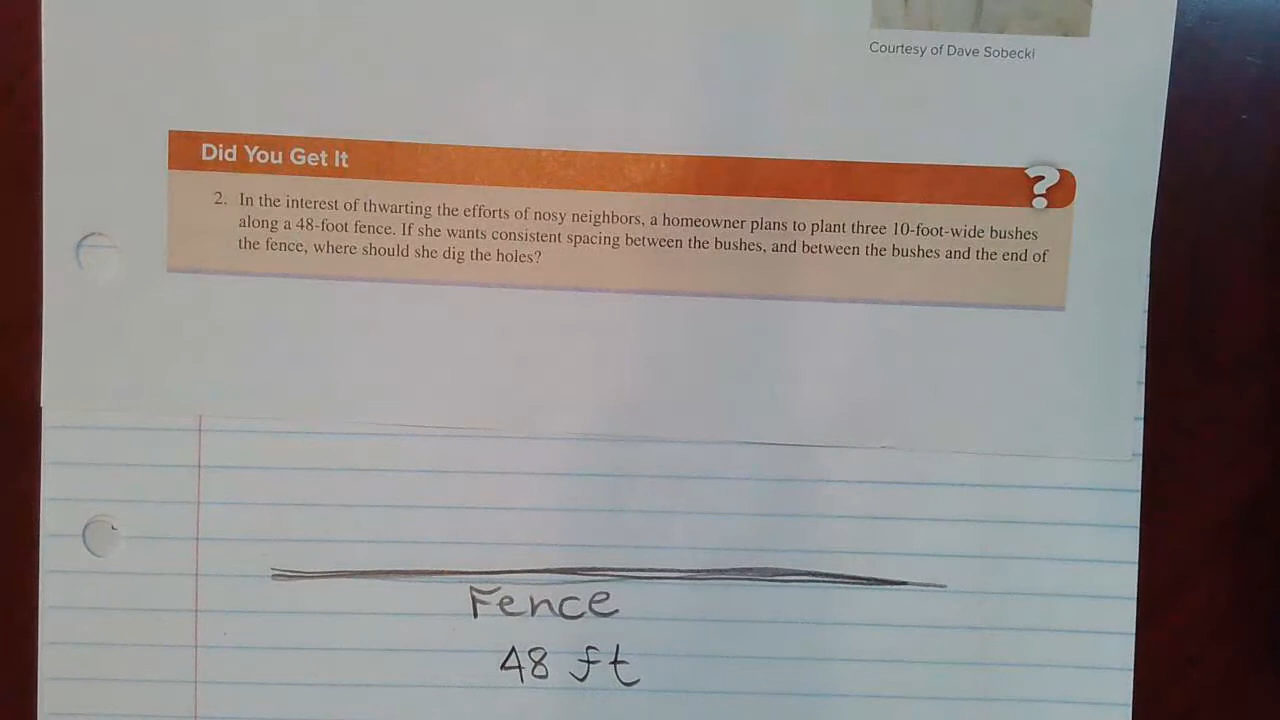 Courtesy of Dave Sobecki
Did You Get It
?
2. In the interest of thwarting the efforts of nosy neighbors, a homeowner plans to plant three 10-foot-wide bushes
along a 48-foot fence. If she wants consistent spacing between the bushes, and between the bushes and the end of
the fence, where should she dig the holes?
Fence
48 ft